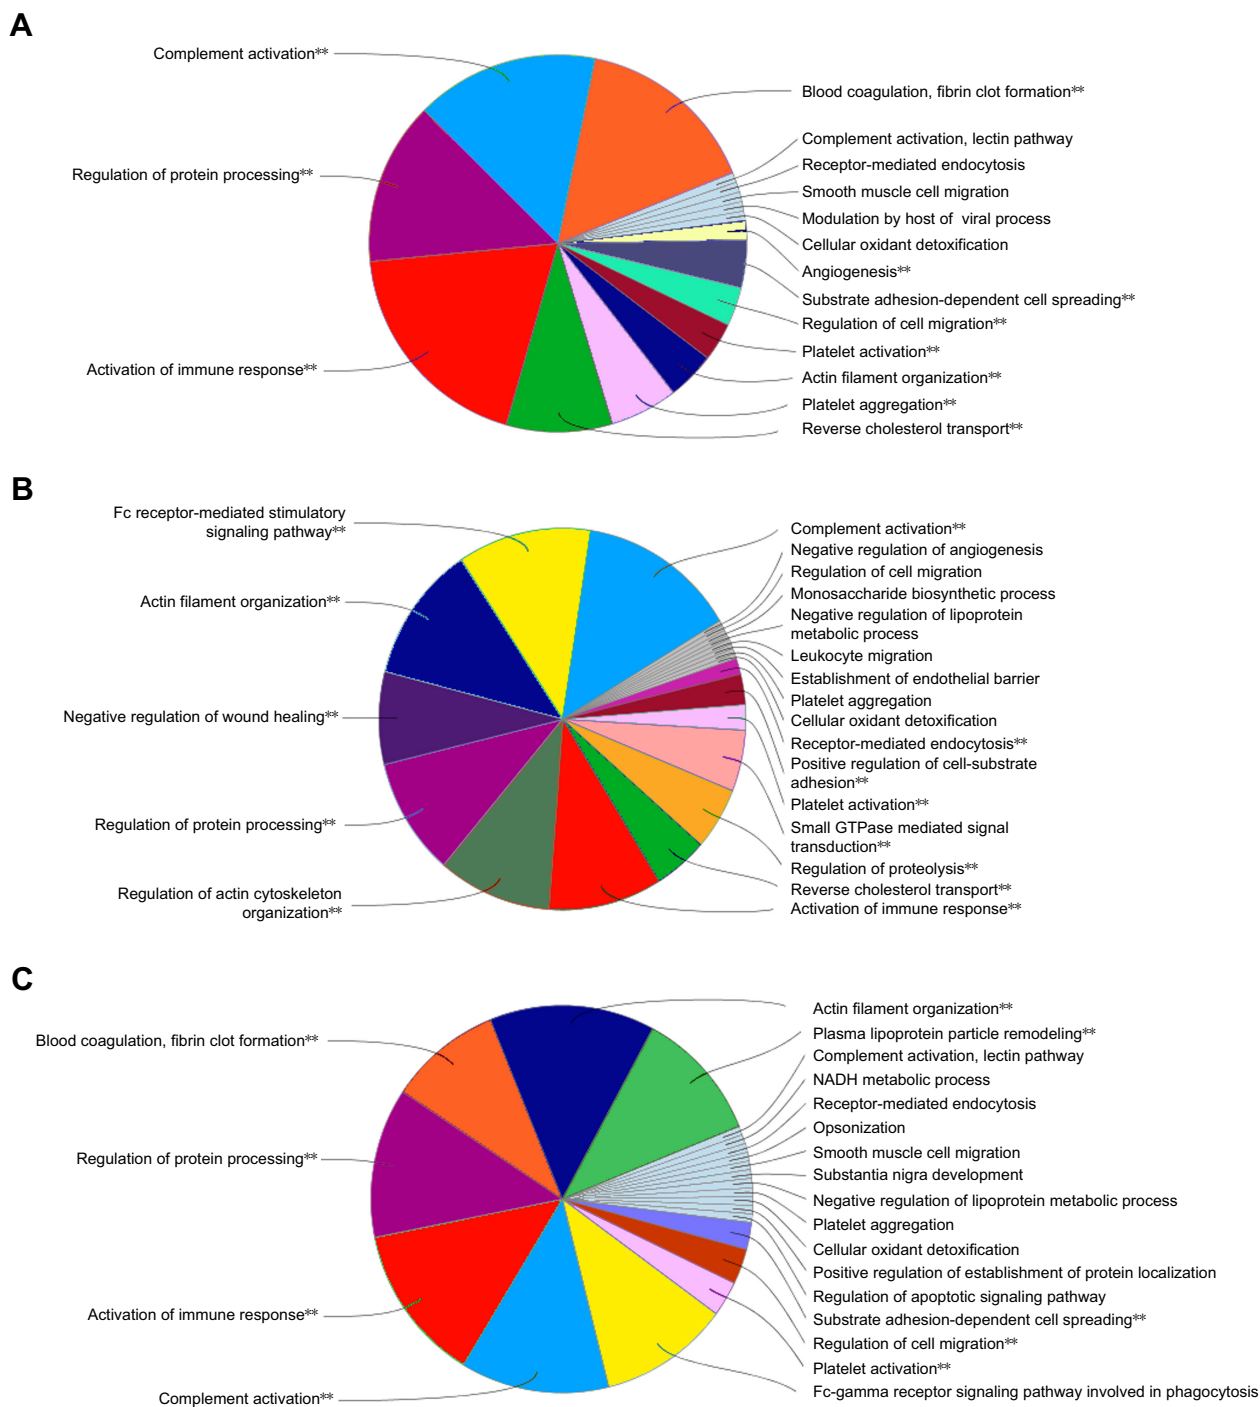 A
Complement activation**
Regulation of protein processing**
Activation of immune response**
Blood coagulation, fibrin clot formation**
Complement activation, lectin pathway
Receptor-mediated endocytosis
Smooth muscle cell migration
Modulation by host of viral process
Cellular oxidant detoxification
Angiogenesis**
Substrate adhesion-dependent cell spreading**
Regulation of cell migration**
Platelet activation**
Actin filament organization**
Platelet aggregation**
Reverse cholesterol transport**
B
Fc receptor-mediated stimulatory
signaling pathway**
Actin filament organization**
Negative regulation of wound healing**
Regulation of protein processing**
Regulation of actin cytoskeleton
organization**
Complement activation**
Negative regulation of angiogenesis
Regulation of cell migration
Monosaccharide biosynthetic process
Negative regulation of lipoprotein
metabolic process
Leukocyte migration
Establishment of endothelial barrier
Platelet aggregation
Cellular oxidant detoxification
Receptor-mediated endocytosis**
Positive regulation of cell-substrate
adhesion**
Platelet activation**
Small GTPase mediated signal
transduction**
Regulation of proteolysis**
Reverse cholesterol transport**
Activation of immune response**
C
Blood coagulation, fibrin clot formation**
Regulation of protein processing**
Activation of immune response**
Complement activation**
Actin filament organization**
Plasma lipoprotein particle remodeling**
Complement activation, lectin pathway
NADH metabolic process
Receptor-mediated endocytosis
Opsonization
Smooth muscle cell migration
Substantia nigra development
Negative regulation of lipoprotein metabolic process
Platelet aggregation
Cellular oxidant detoxification
Positive regulation of establishment of protein localization
Regulation of apoptotic signaling pathway
Substrate adhesion-dependent cell spreading**
Regulation of cell migration**
Platelet activation**
Fc-gamma receptor signaling pathway involved in phagocytosis